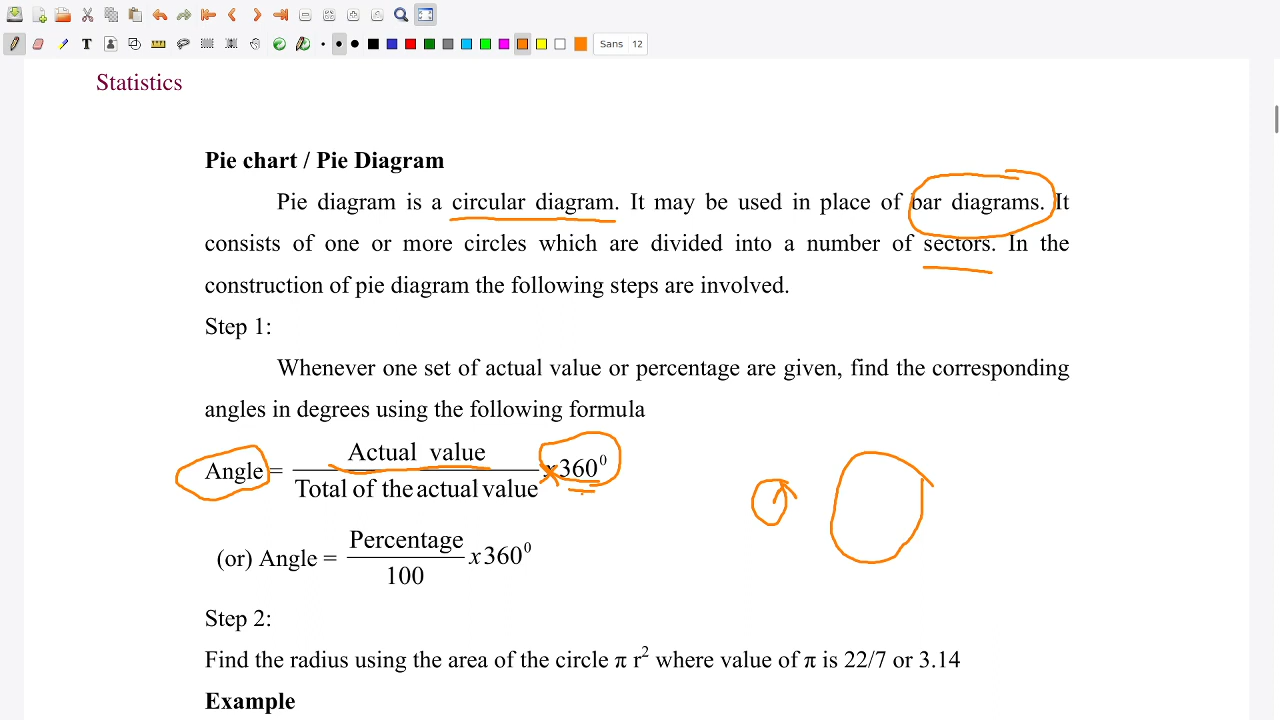 Sans 12
Statistics
Pie chart / Pie Diagram
Pie diagram is a circular diagram. It may be used in place of bar diagrams. It
consists of one or more circles which are divided into a number of sectors. In the
construction of pie diagram the following steps are involved.
Step 1:
Whenever one set of actual value or percentage are given, find the corresponding
angles in degrees using the following formula
Angle = Actual value / Total of the actual value x 360⁰
(or) Angle = Percentage / 100 x 360⁰
Step 2:
Find the radius using the area of the circle π r² where value of π is 22/7 or 3.14
Example